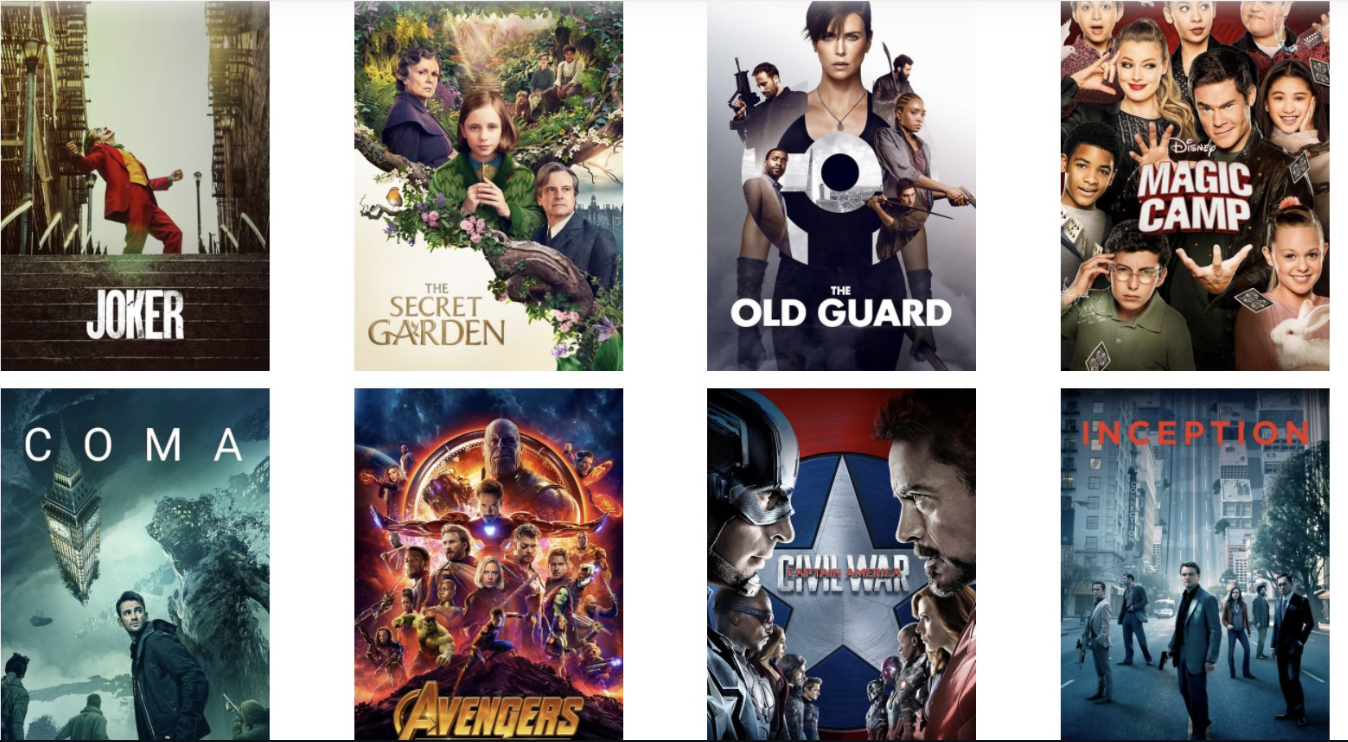 JOKER
THE
SECRET
GARDEN
THE
OLD GUARD
DISNEY
MAGIC
CAMP
COMA
AVENGERS
CIVIL WAR
CAPTAIN AMERICA
INCEPTION